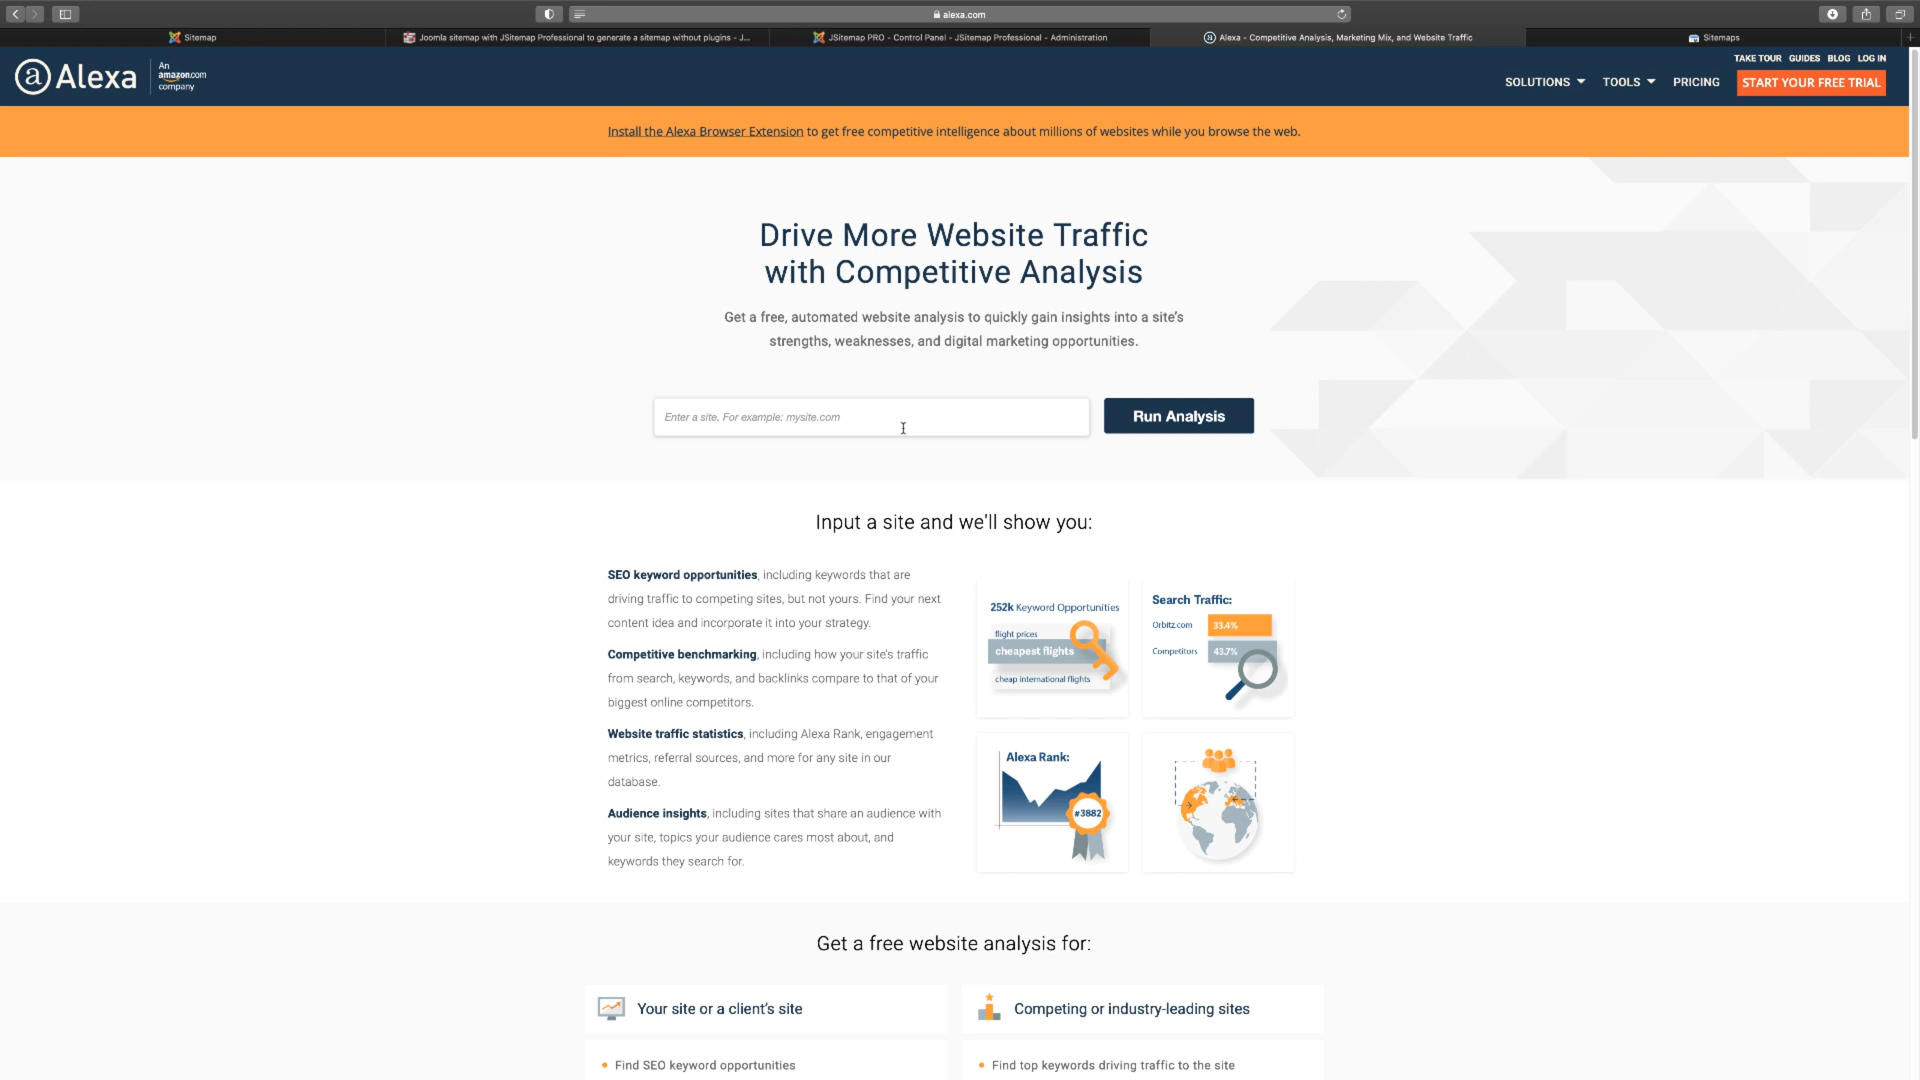 alexa.com
Sitemap
Joomla sitemap with JSitemap Professional to generate a sitemap without plugins - J...
JSitemap PRO - Control Panel - JSitemap Professional - Administration
Alexa - Competitive Analysis, Marketing Mix, and Website Traffic
Sitemaps
TAKE TOUR GUIDES BLOG LOG IN
Alexa
An
amazon.com
company
SOLUTIONS TOOLS PRICING START YOUR FREE TRIAL
Install the Alexa Browser Extension to get free competitive intelligence about millions of websites while you browse the web.
Drive More Website Traffic
with Competitive Analysis
Get a free, automated website analysis to quickly gain insights into a site's
strengths, weaknesses, and digital marketing opportunities.
Enter a site. For example: mysite.com
Run Analysis
Input a site and we'll show you:
SEO keyword opportunities, including keywords that are
driving traffic to competing sites, but not yours. Find your next
content idea and incorporate it into your strategy.
Competitive benchmarking, including how your site's traffic
from search, keywords, and backlinks compare to that of your
biggest online competitors.
Website traffic statistics, including Alexa Rank, engagement
metrics, referral sources, and more for any site in our
database.
Audience insights, including sites that share an audience with
your site, topics your audience cares most about, and
keywords they search for.
252k Keyword Opportunities
flight prices
cheapest flights
cheap international flights
Search Traffic:
Orbitz.com 33.4%
Competitors 43.7%
Alexa Rank:
#3882
Get a free website analysis for:
Your site or a client's site
Competing or industry-leading sites
• Find SEO keyword opportunities
• Find top keywords driving traffic to the site